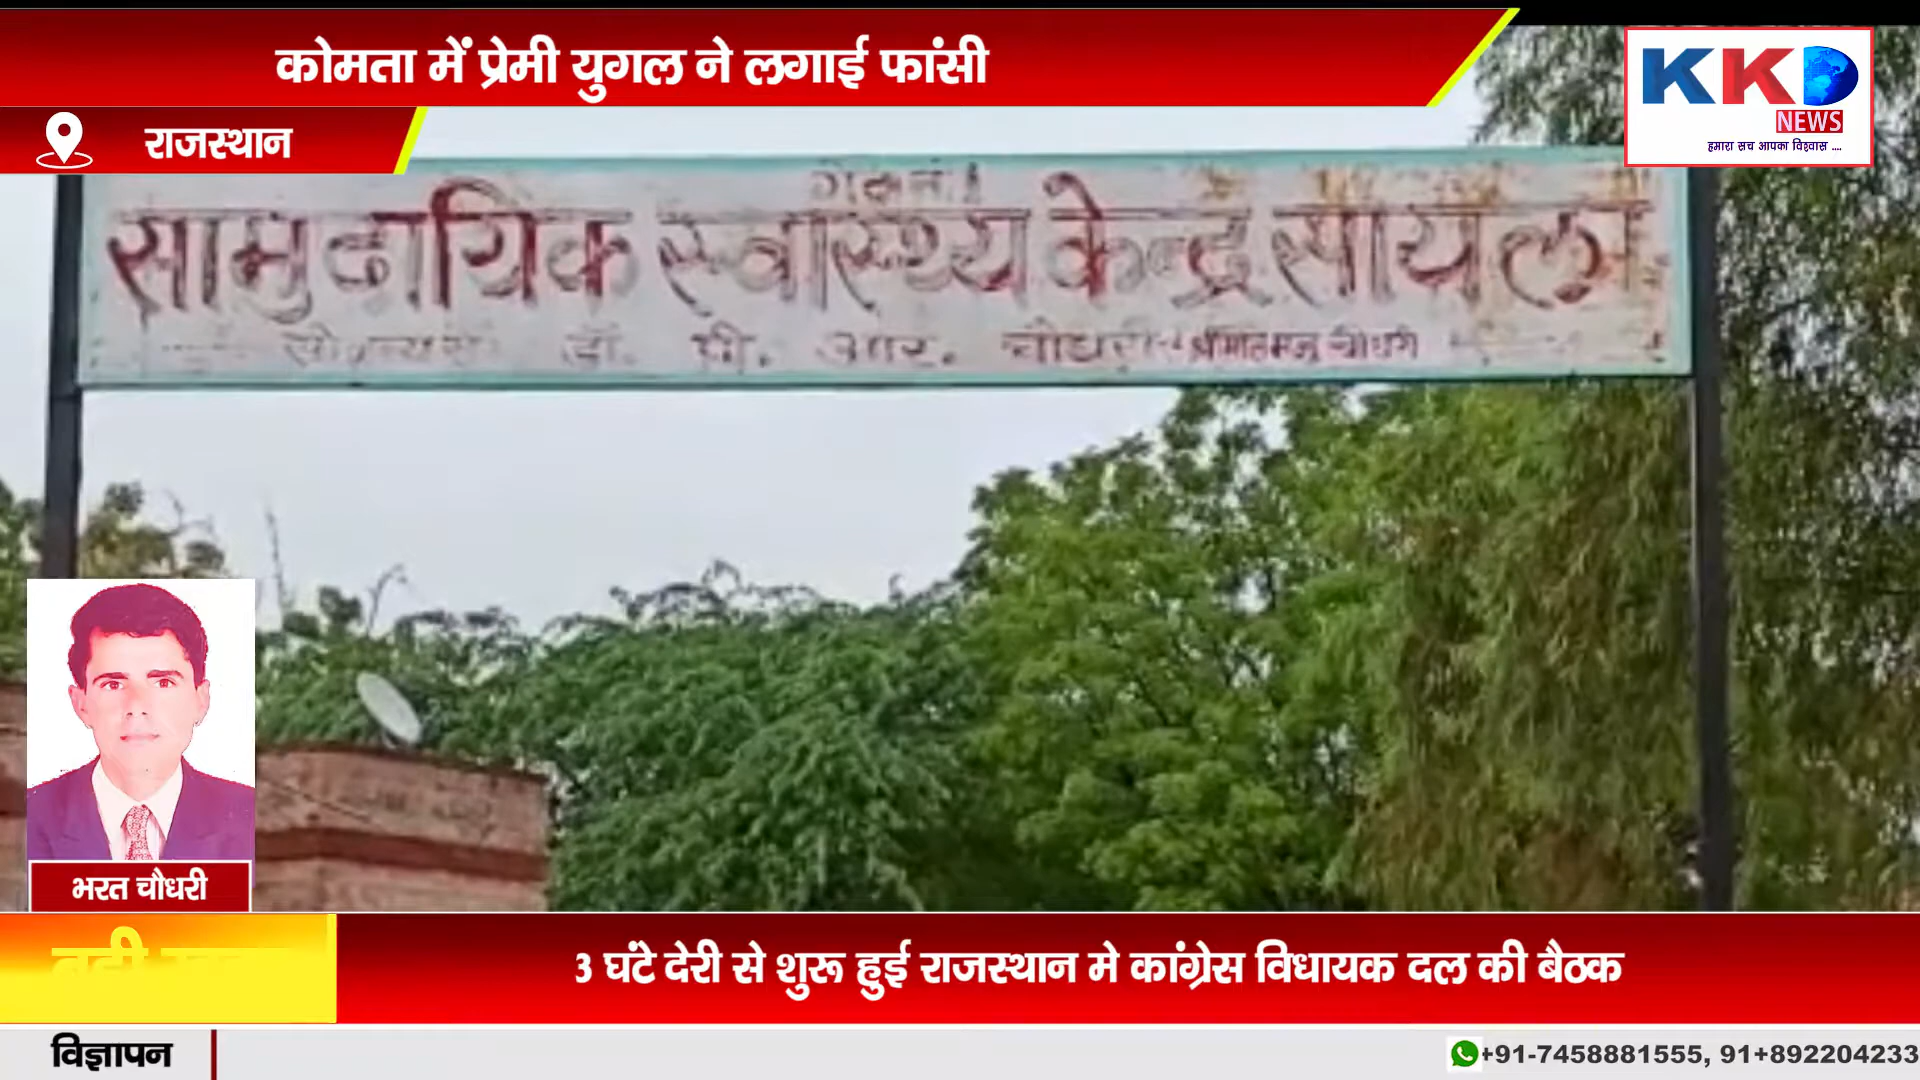 कोमता में प्रेमी युगल ने लगाई फांसी
राजस्थान
KKD
NEWS
हमारा सच आपका विश्वास ....
सामुदायिक स्वास्थ्य केन्द्र सायला
डॉ. पी. आर. चौधरी
भरत चौधरी
3 घंटे देरी से शुरू हुई राजस्थान मे कांग्रेस विधायक दल की बैठक
विज्ञापन
+91-7458881555, 91+892204233